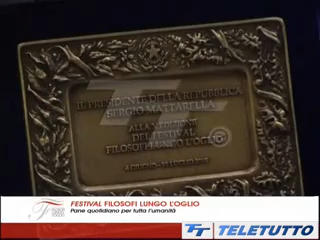 IL PRESIDENTE DELLA REPUBBLICA
SERGIO MATTARELLA
ALLA X EDIZIONE
DEL FESTIVAL
FILOSOFI LUNGO L'OGLIO
FESTIVAL FILOSOFI LUNGO L'OGLIO
Pane quotidiano per tutta l'umanità
TT TELETUTTO